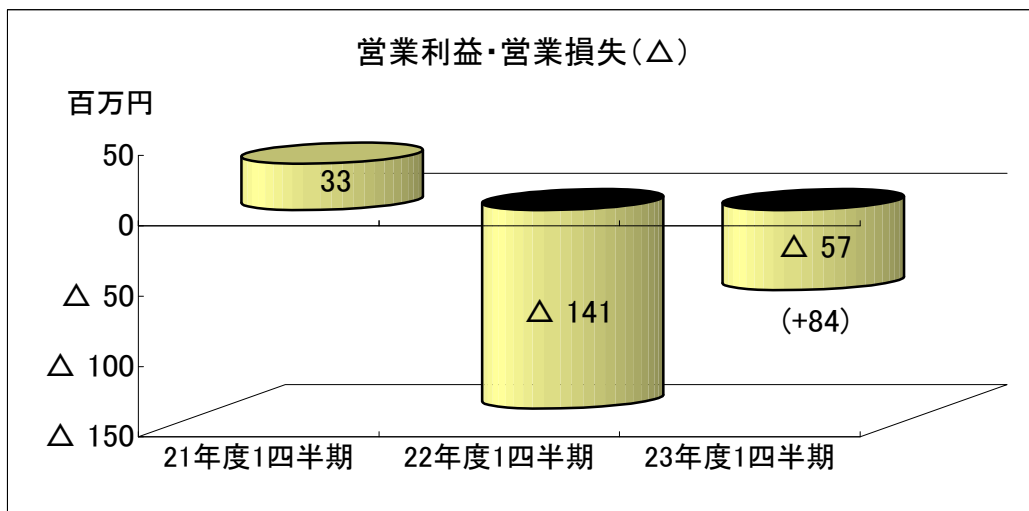 営業利益・営業損失(△)
百万円
50
0
△ 50
△ 100
△ 150
33
△ 141
△ 57
(+84)
21年度1四半期
22年度1四半期
23年度1四半期